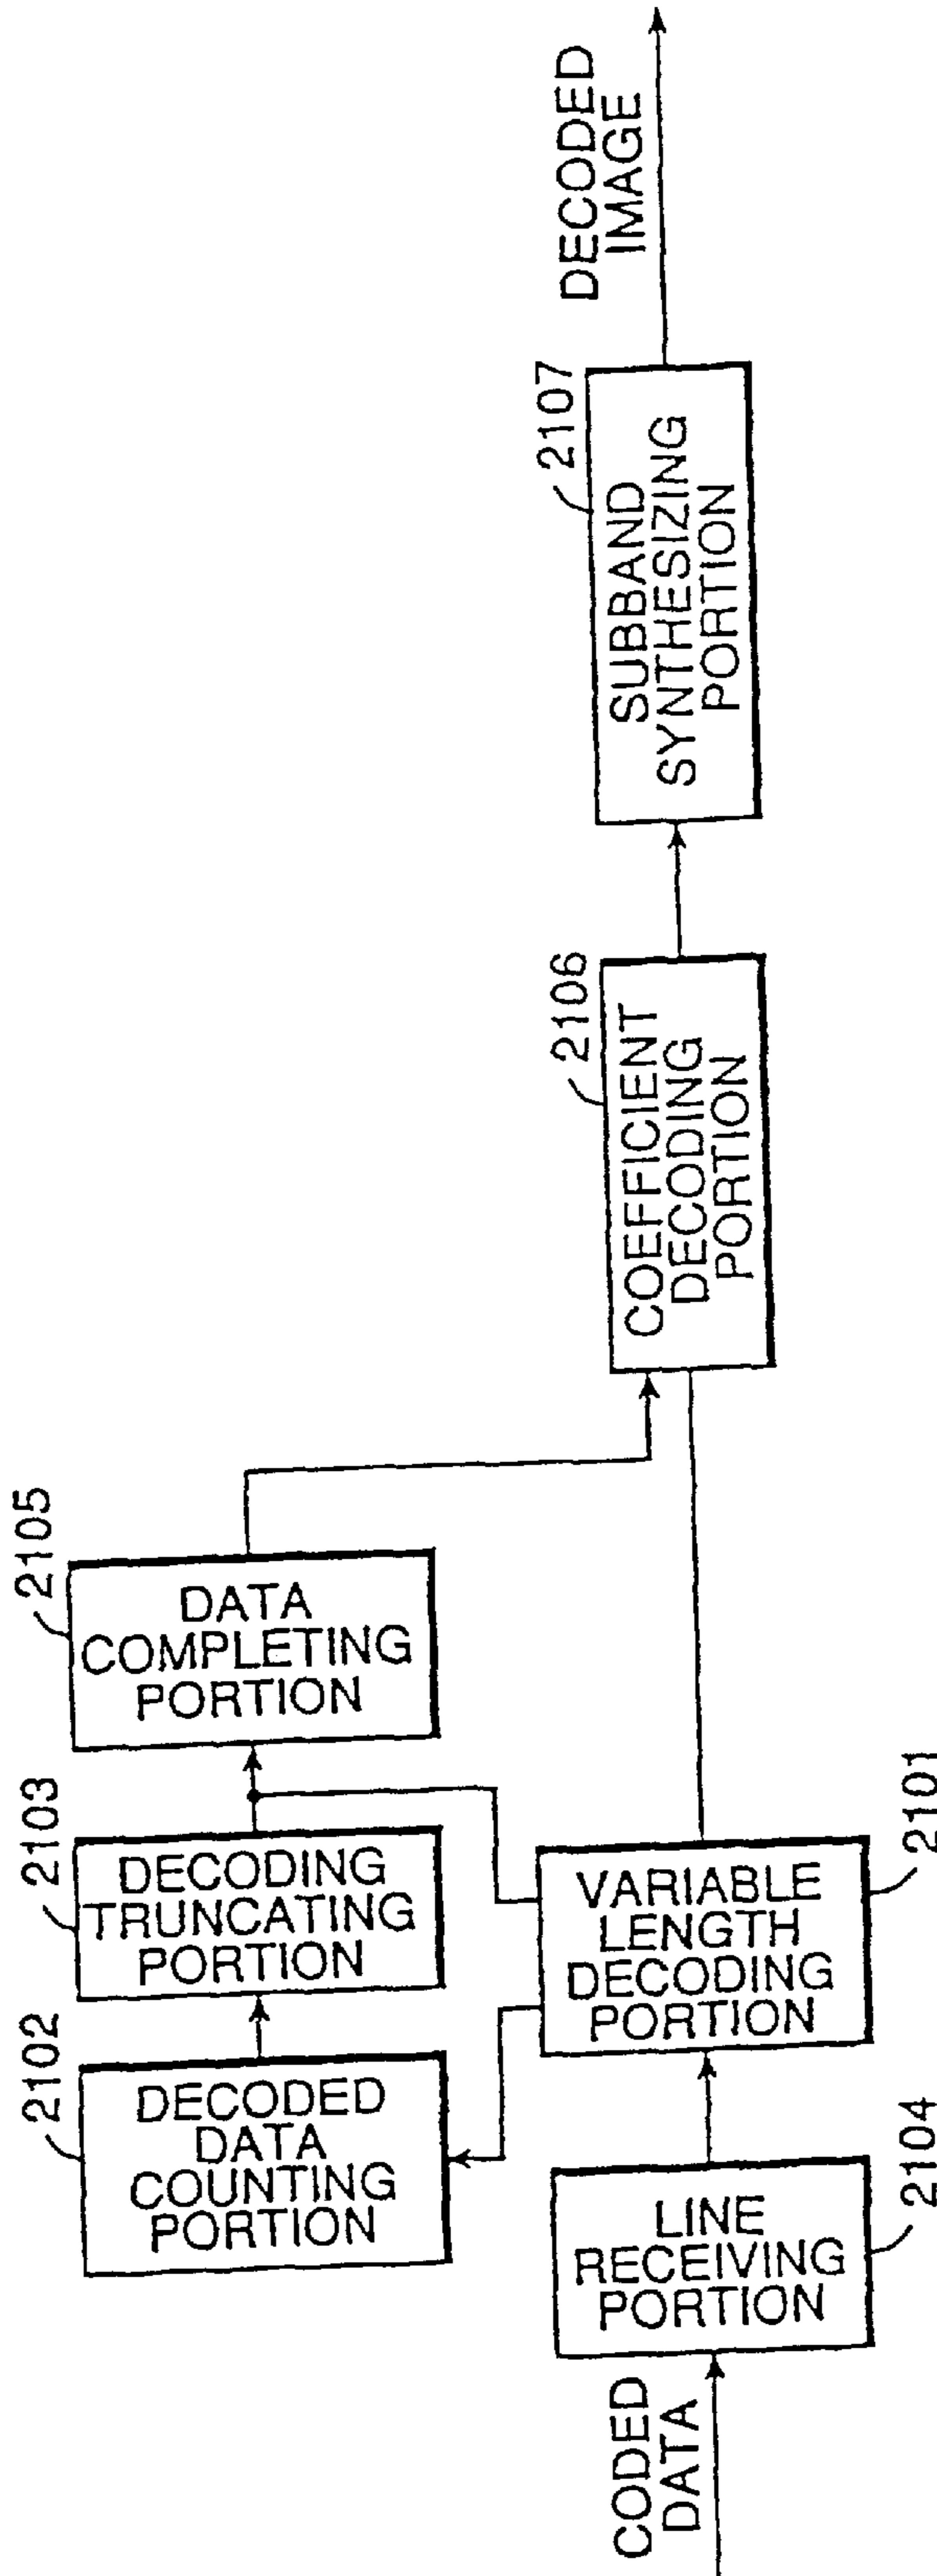 2102
DECODED
DATA
COUNTING
PORTION
2103
DECODING
TRUNCATING
PORTION
2105
DATA
COMPLETING
PORTION
CODED
DATA
LINE
RECEIVING
PORTION
2104
VARIABLE
LENGTH
DECODING
PORTION
2101
2106
COEFFICIENT
DECODING
PORTION
2107
SUBBAND
SYNTHESIZING
PORTION
DECODED
IMAGE